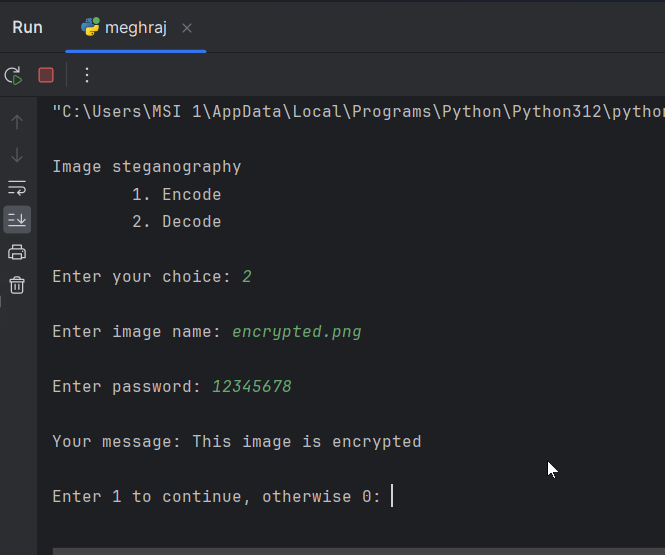 Run meghraj
"C:\Users\MSI 1\AppData\Local\Programs\Python\Python312\python
Image steganography
1. Encode
2. Decode
Enter your choice: 2
Enter image name: encrypted.png
Enter password: 12345678
Your message: This image is encrypted
Enter 1 to continue, otherwise 0: